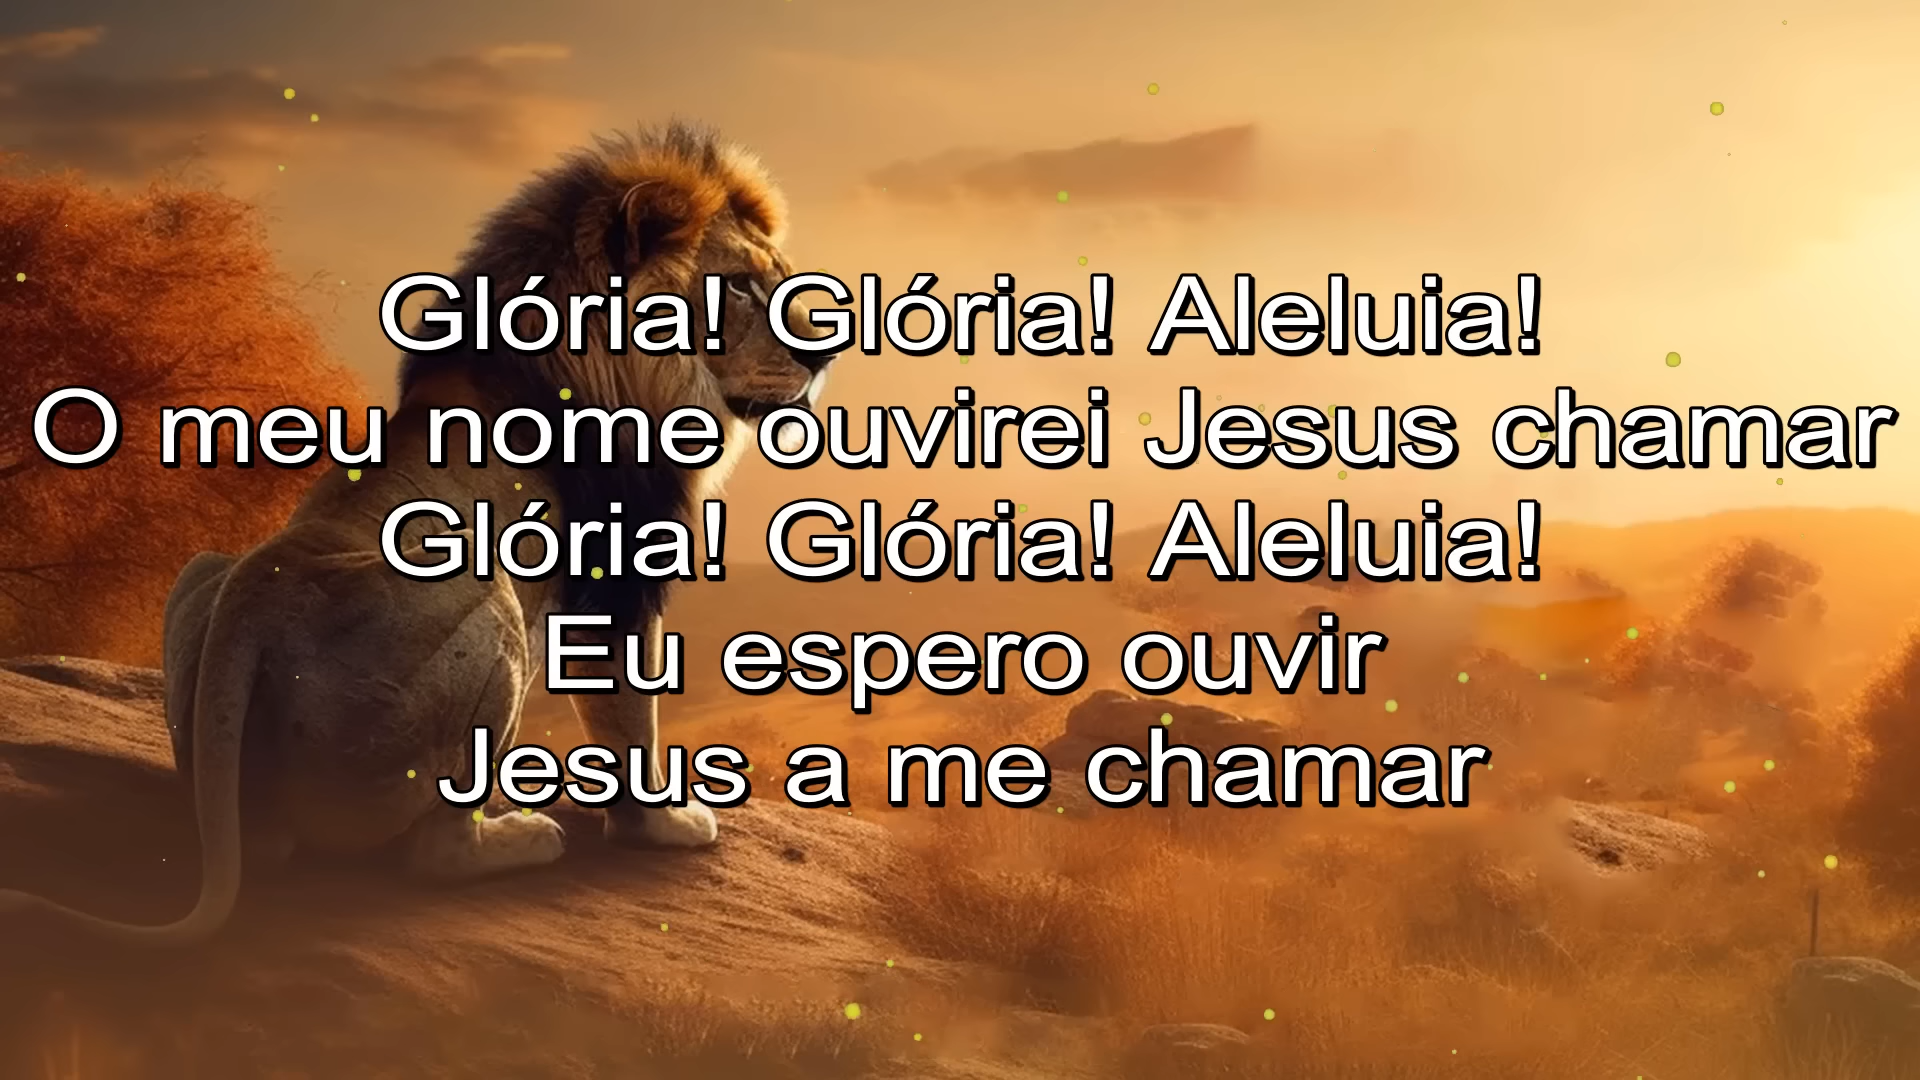 Glória! Glória! Aleluia!
O meu nome ouvirei Jesus chamar
Glória! Glória! Aleluia!
Eu espero ouvir
Jesus a me chamar